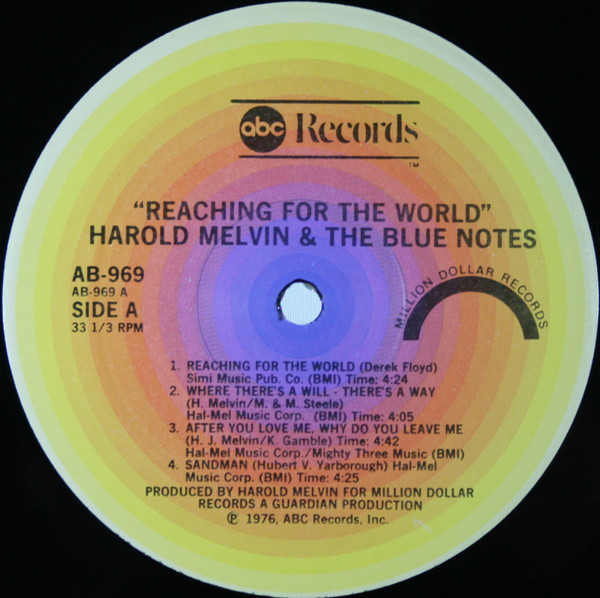 abc Records
TM
"REACHING FOR THE WORLD"
HAROLD MELVIN & THE BLUE NOTES
AB-969
AB-969 A
SIDE A
33 1/3 RPM
MILLION DOLLAR RECORDS
1. REACHING FOR THE WORLD (Derek Floyd)
Simi Music Pub. Co. (BMI) Time: 4:24
2. WHERE THERE'S A WILL - THERE'S A WAY
(H. Melvin/M. & M. Steele)
Hal-Mel Music Corp. (BMI) Time: 4:05
3. AFTER YOU LOVE ME, WHY DO YOU LEAVE ME
(H. J. Melvin/K. Gamble) Time: 4:42
Hal-Mel Music Corp./Mighty Three Music (BMI)
4. SANDMAN (Hubert V. Yarborough) Hal-Mel
Music Corp. (BMI) Time: 4:25
PRODUCED BY HAROLD MELVIN FOR MILLION DOLLAR
RECORDS A GUARDIAN PRODUCTION
℗ 1976, ABC Records, Inc.